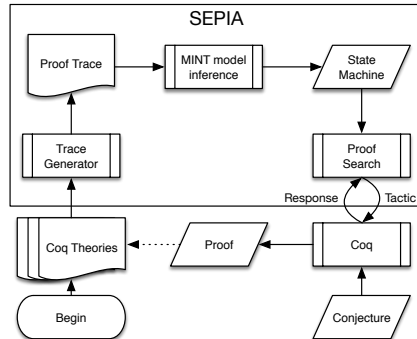 SEPIA
Proof Trace
MINT model
inference
State
Machine
Trace
Generator
Proof
Search
Response
Tactic
Coq Theories
Proof
Coq
Begin
Conjecture